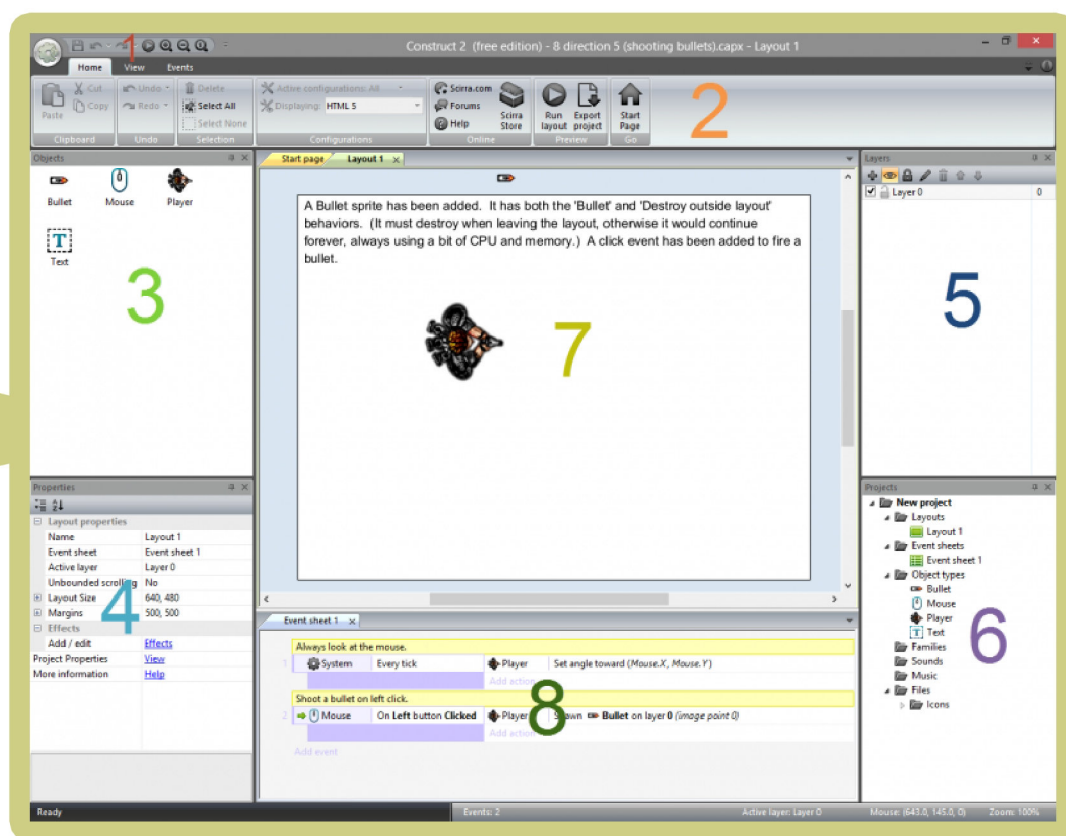 Construct 2 (free edition) - 8 direction 5 (shooting bullets).capx - Layout 1
1
Home View Events
Paste
Cut
Copy
Clipboard
Undo
Redo
Undo
Delete
Select All
Select None
Selection
Active configurations: All
Displaying: HTML 5
Configurations
Scirra.com
Forums
Help
Scirra
Store
Online
Run
layout
Export
project
Preview
Start
Page
Go
2
Objects
Bullet Mouse Player
Text
3
Start page Layout 1
A Bullet sprite has been added. It has both the 'Bullet' and 'Destroy outside layout'
behaviors. (It must destroy when leaving the layout, otherwise it would continue
forever, always using a bit of CPU and memory.) A click event has been added to fire a
bullet.
7
Layers
Layer 0 0
5
Properties
Layout properties
Name Layout 1
Event sheet Event sheet 1
Active layer Layer 0
Unbounded scrolling No
Layout Size 640, 480
Margins 500, 500
Effects
Add / edit Effects
Project Properties View
More information Help
4
Event sheet 1
Always look at the mouse.
1 System Every tick Player Set angle toward (Mouse.X, Mouse.Y)
Add action
Shoot a bullet on left click.
2 Mouse On Left button Clicked Player Spawn Bullet on layer 0 (image point 0)
Add action
Add event
8
Projects
New project
Layouts
Layout 1
Event sheets
Event sheet 1
Object types
Bullet
Mouse
Player
Text
Families
Sounds
Music
Files
Icons
6
Ready Events: 2 Active layer: Layer 0 Mouse: (643.0, 145.0, 0) Zoom: 100%